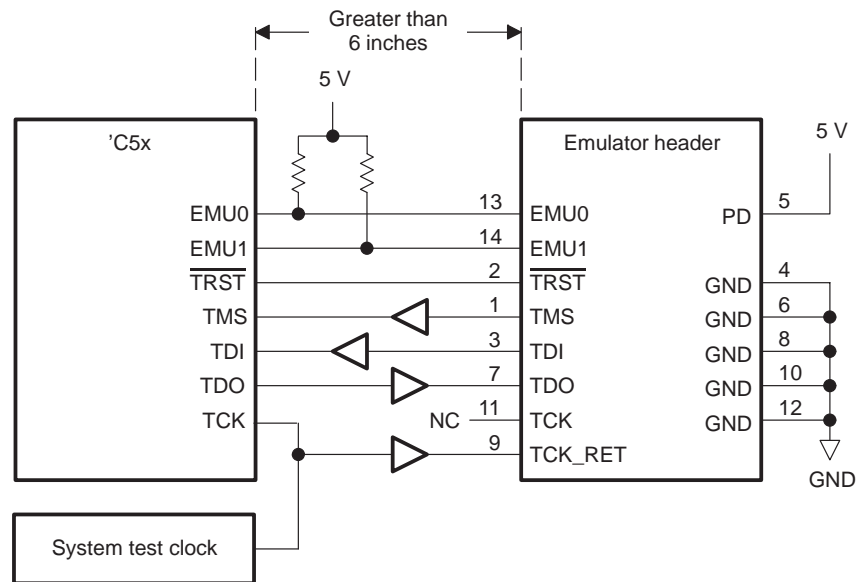 Greater than
6 inches
5 V
'C5x
Emulator header
5 V
EMU0
13
EMU0
PD
5
EMU1
14
EMU1
TRST
2
TRST
GND
4
TMS
1
TMS
GND
6
TDI
3
TDI
GND
8
TDO
7
TDO
GND
10
TCK
NC
11
TCK
GND
12
9
TCK_RET
GND
System test clock